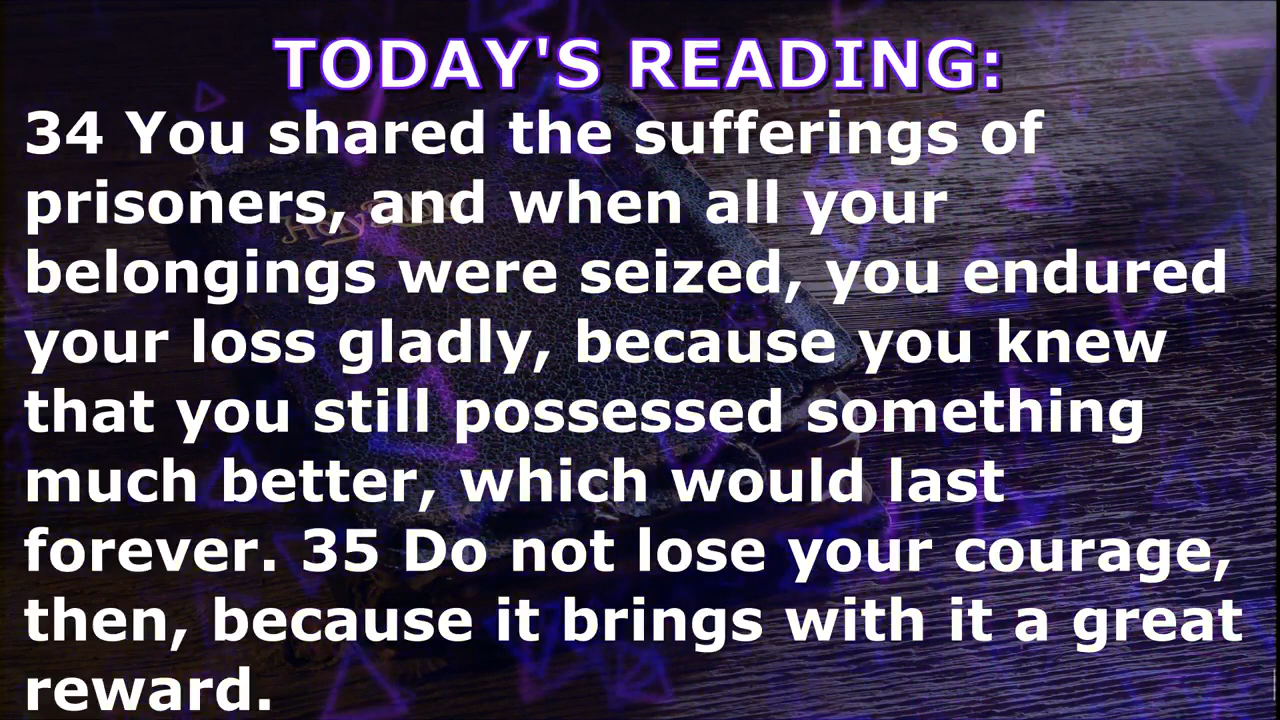 TODAY'S READING:
34 You shared the sufferings of
prisoners, and when all your
belongings were seized, you endured
your loss gladly, because you knew
that you still possessed something
much better, which would last
forever. 35 Do not lose your courage,
then, because it brings with it a great
reward.